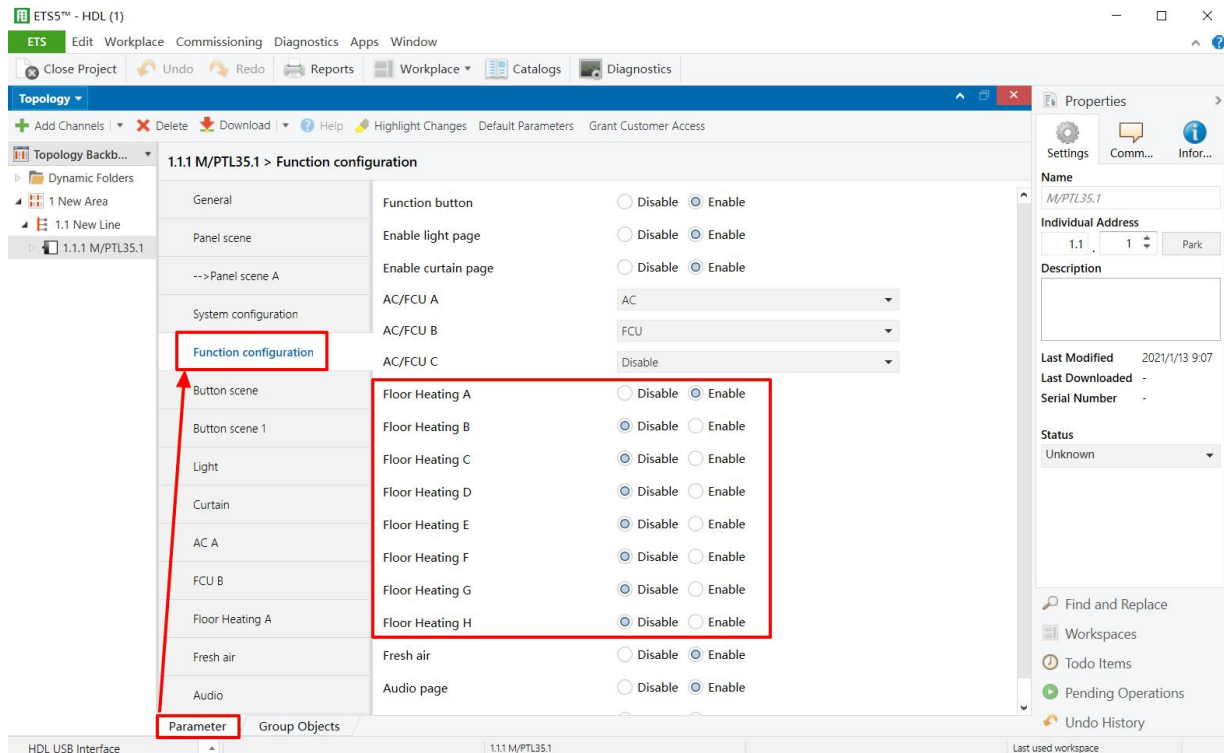 ETS5™ - HDL (1)
ETS Edit Workplace Commissioning Diagnostics Apps Window
Close Project Undo Redo Reports Workplace Catalogs Diagnostics
Topology
Add Channels Delete Download Help Highlight Changes Default Parameters Grant Customer Access
Topology Backb...
Dynamic Folders
1 New Area
1.1 New Line
1.1.1 M/PTL35.1
1.1.1 M/PTL35.1 > Function configuration
General
Panel scene
-->Panel scene A
System configuration
Function configuration
Button scene
Button scene 1
Light
Curtain
AC A
FCU B
Floor Heating A
Fresh air
Audio
Function button Disable Enable
Enable light page Disable Enable
Enable curtain page Disable Enable
AC/FCU A AC
AC/FCU B FCU
AC/FCU C Disable
Floor Heating A Disable Enable
Floor Heating B Disable Enable
Floor Heating C Disable Enable
Floor Heating D Disable Enable
Floor Heating E Disable Enable
Floor Heating F Disable Enable
Floor Heating G Disable Enable
Floor Heating H Disable Enable
Fresh air Disable Enable
Audio page Disable Enable
Parameter Group Objects
Properties
Settings Comm... Infor...
Name
M/PTL35.1
Individual Address
1.1 . 1 Park
Description
Last Modified 2021/1/13 9:07
Last Downloaded -
Serial Number -
Status
Unknown
Find and Replace
Workspaces
Todo Items
Pending Operations
Undo History
HDL USB Interface 1.1.1 M/PTL35.1 Last used workspace